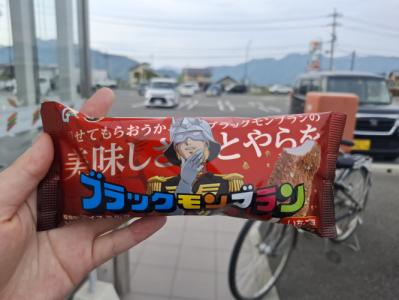 せてもらおうか
ブラックモンブランの
美味しさ とやらを
ブラックモンブラン